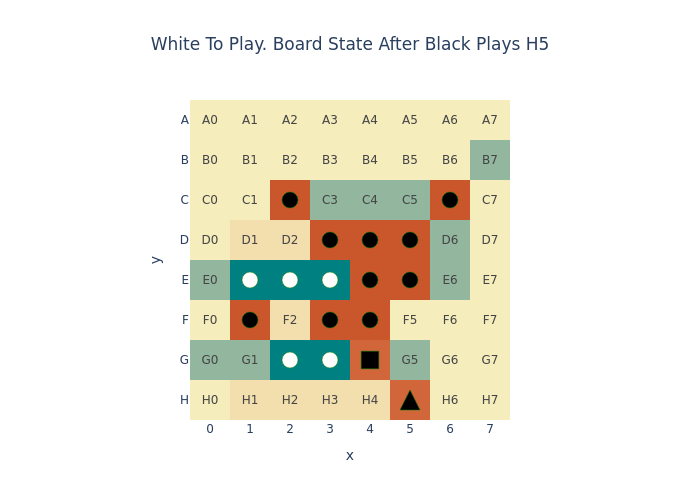 White To Play. Board State After Black Plays H5
A A0 A1 A2 A3 A4 A5 A6 A7
B B0 B1 B2 B3 B4 B5 B6 B7
C C0 C1 C3 C4 C5 C7
D D0 D1 D2 D6 D7
y
E E0 E6 E7
F F0 F2 F5 F6 F7
G G0 G1 G5 G6 G7
H H0 H1 H2 H3 H4 H6 H7
0 1 2 3 4 5 6 7
x